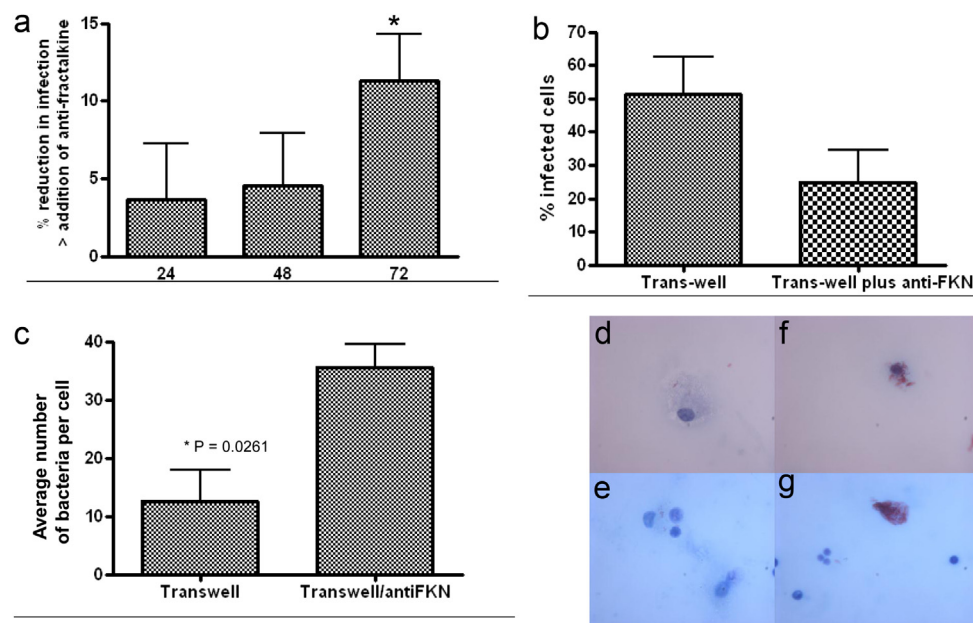 a
15
10
5
0
% reduction in infection
> addition of anti-fractalkine
*
24 48 72
b
70
60
50
40
30
20
10
0
% infected cells
Trans-well Trans-well plus anti-FKN
c
40
30
20
10
0
Average number
of bacteria per cell
* P = 0.0261
Transwell Transwell/antiFKN
d f
e g